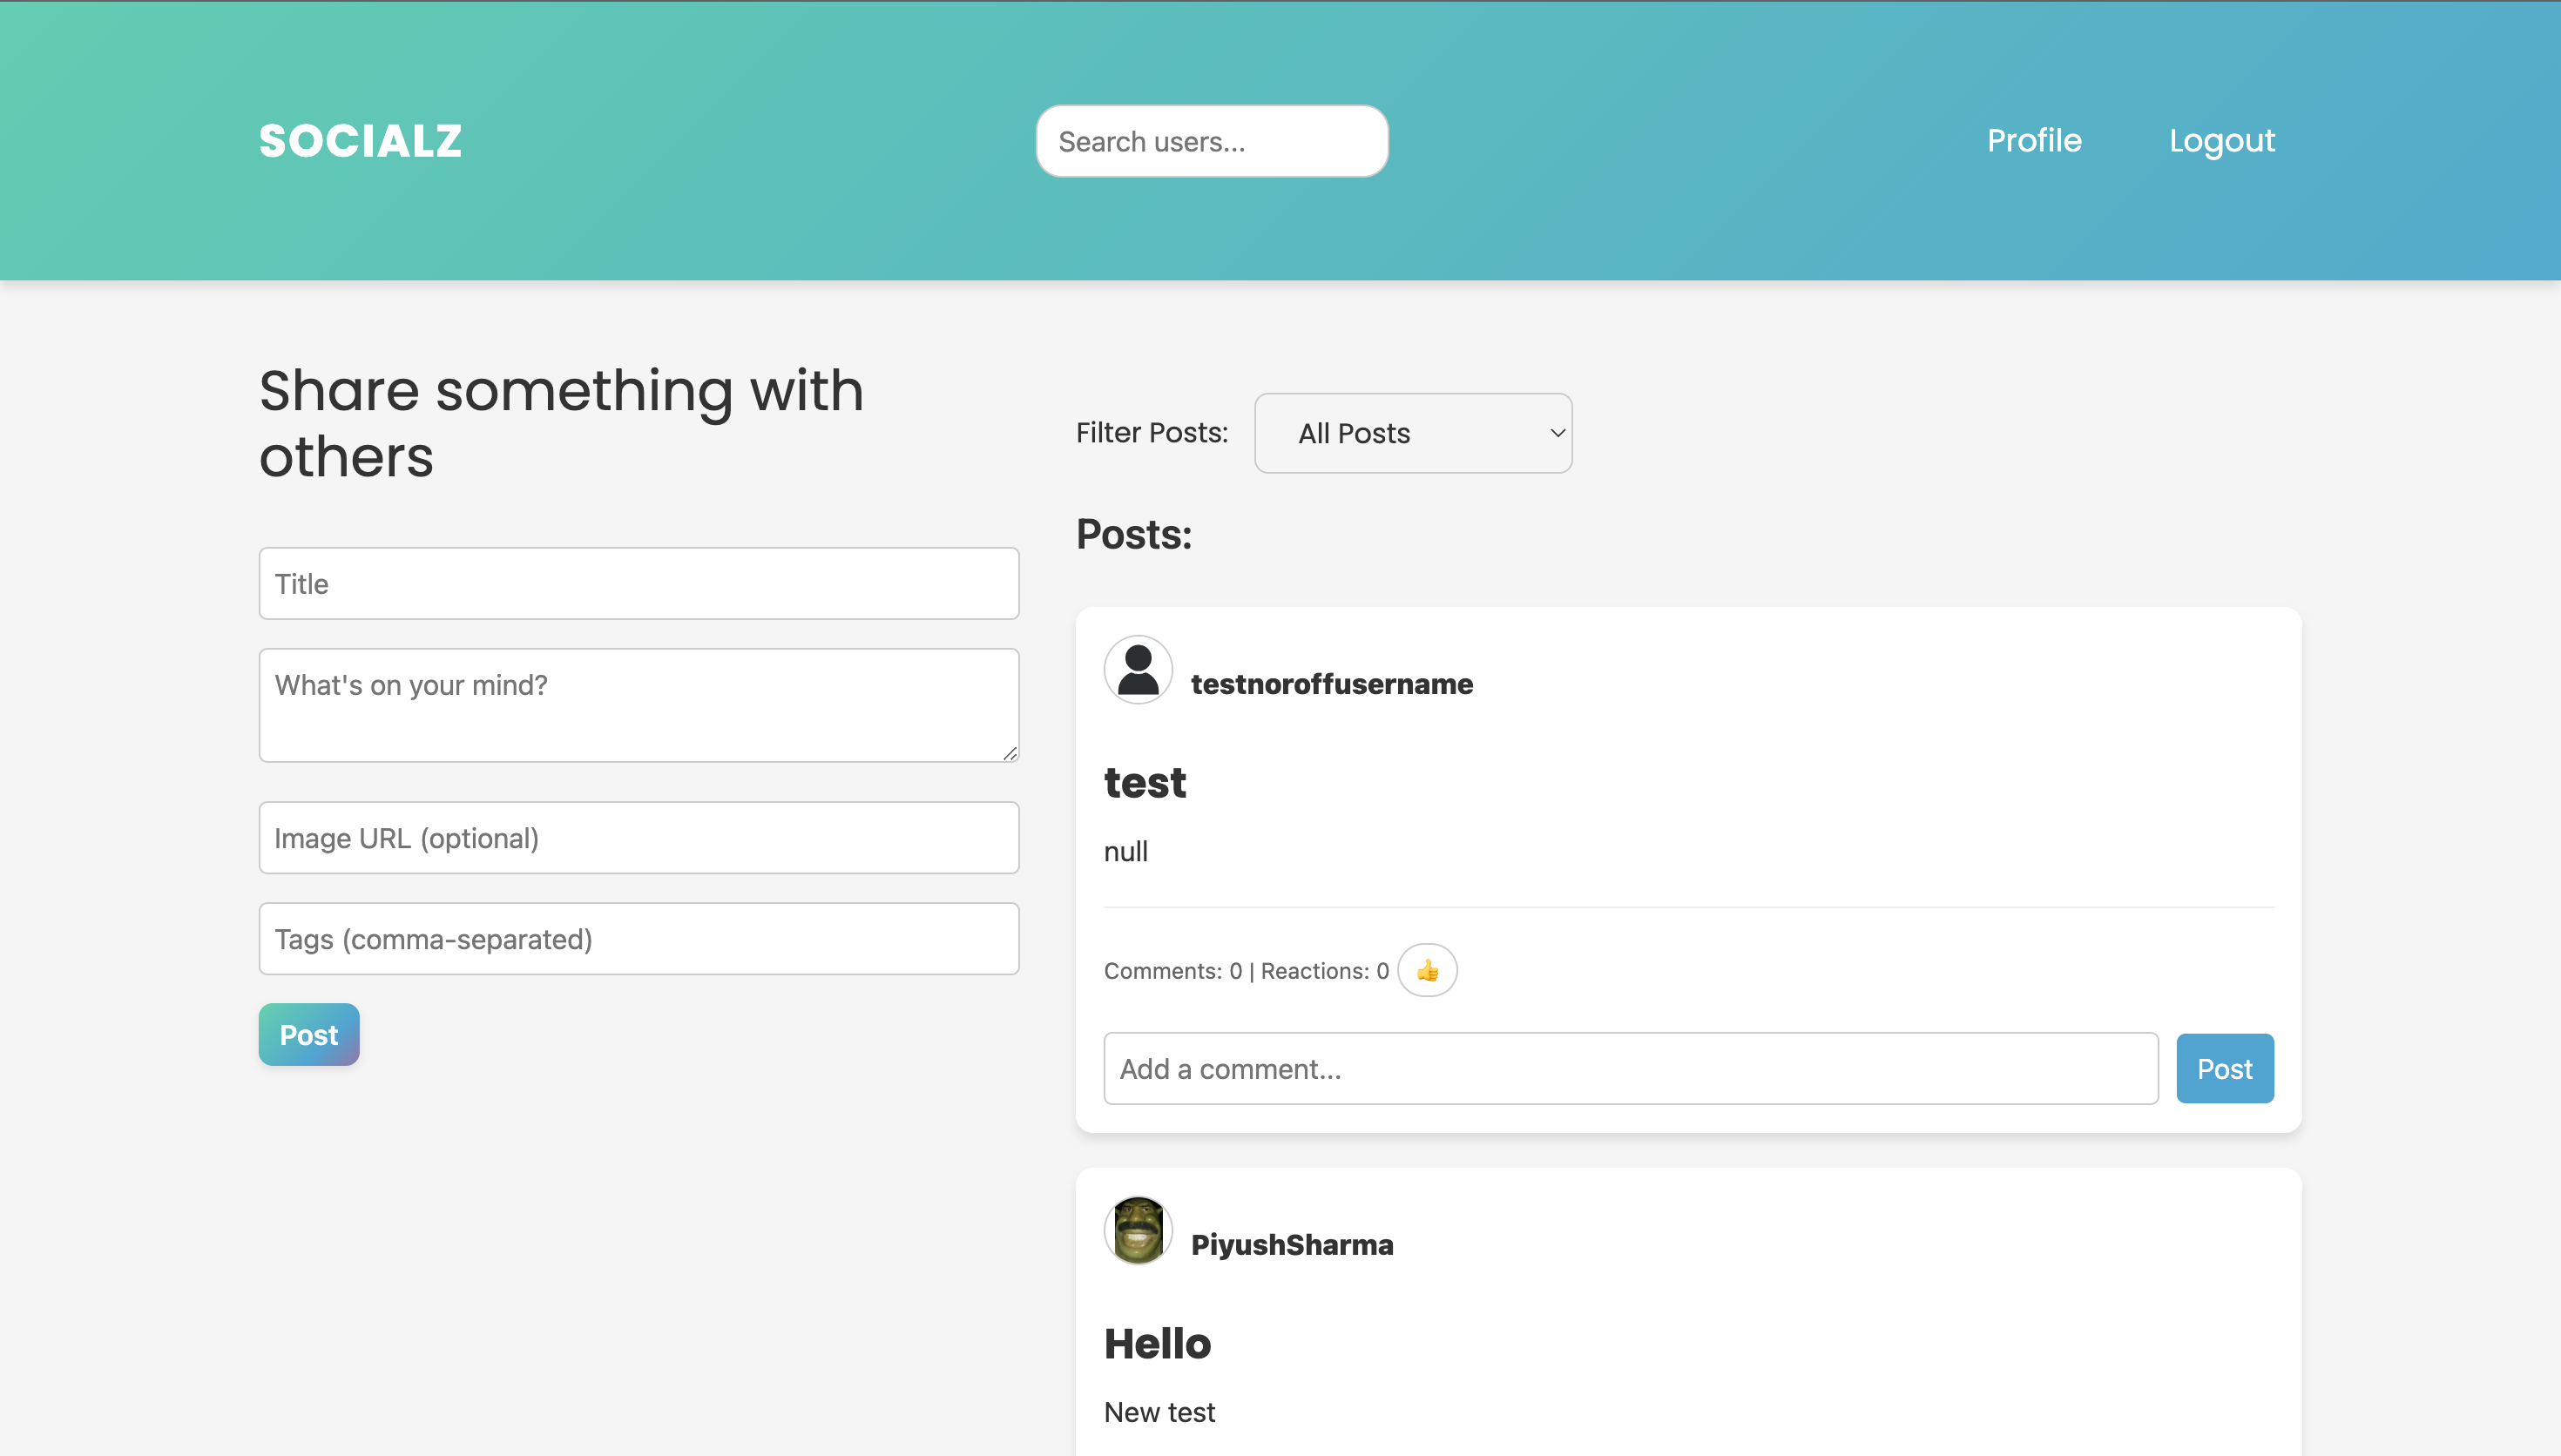 SOCIALZ
Search users...
Profile
Logout
Share something with
others
Title
What's on your mind?
Image URL (optional)
Tags (comma-separated)
Post
Filter Posts:
All Posts
Posts:
testnoroffusername
test
null
Comments: 0 | Reactions: 0 👍
Add a comment...
Post
PiyushSharma
Hello
New test